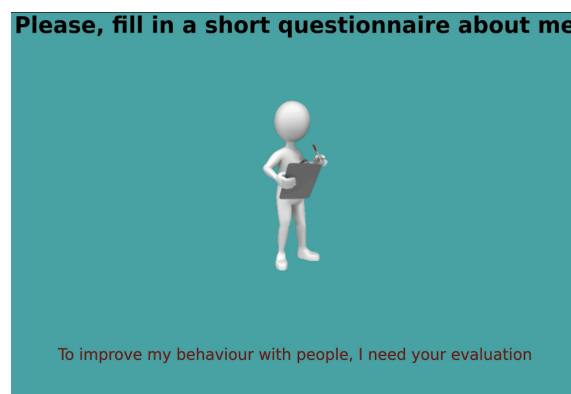 Please, fill in a short questionnaire about me
To improve my behaviour with people, I need your evaluation